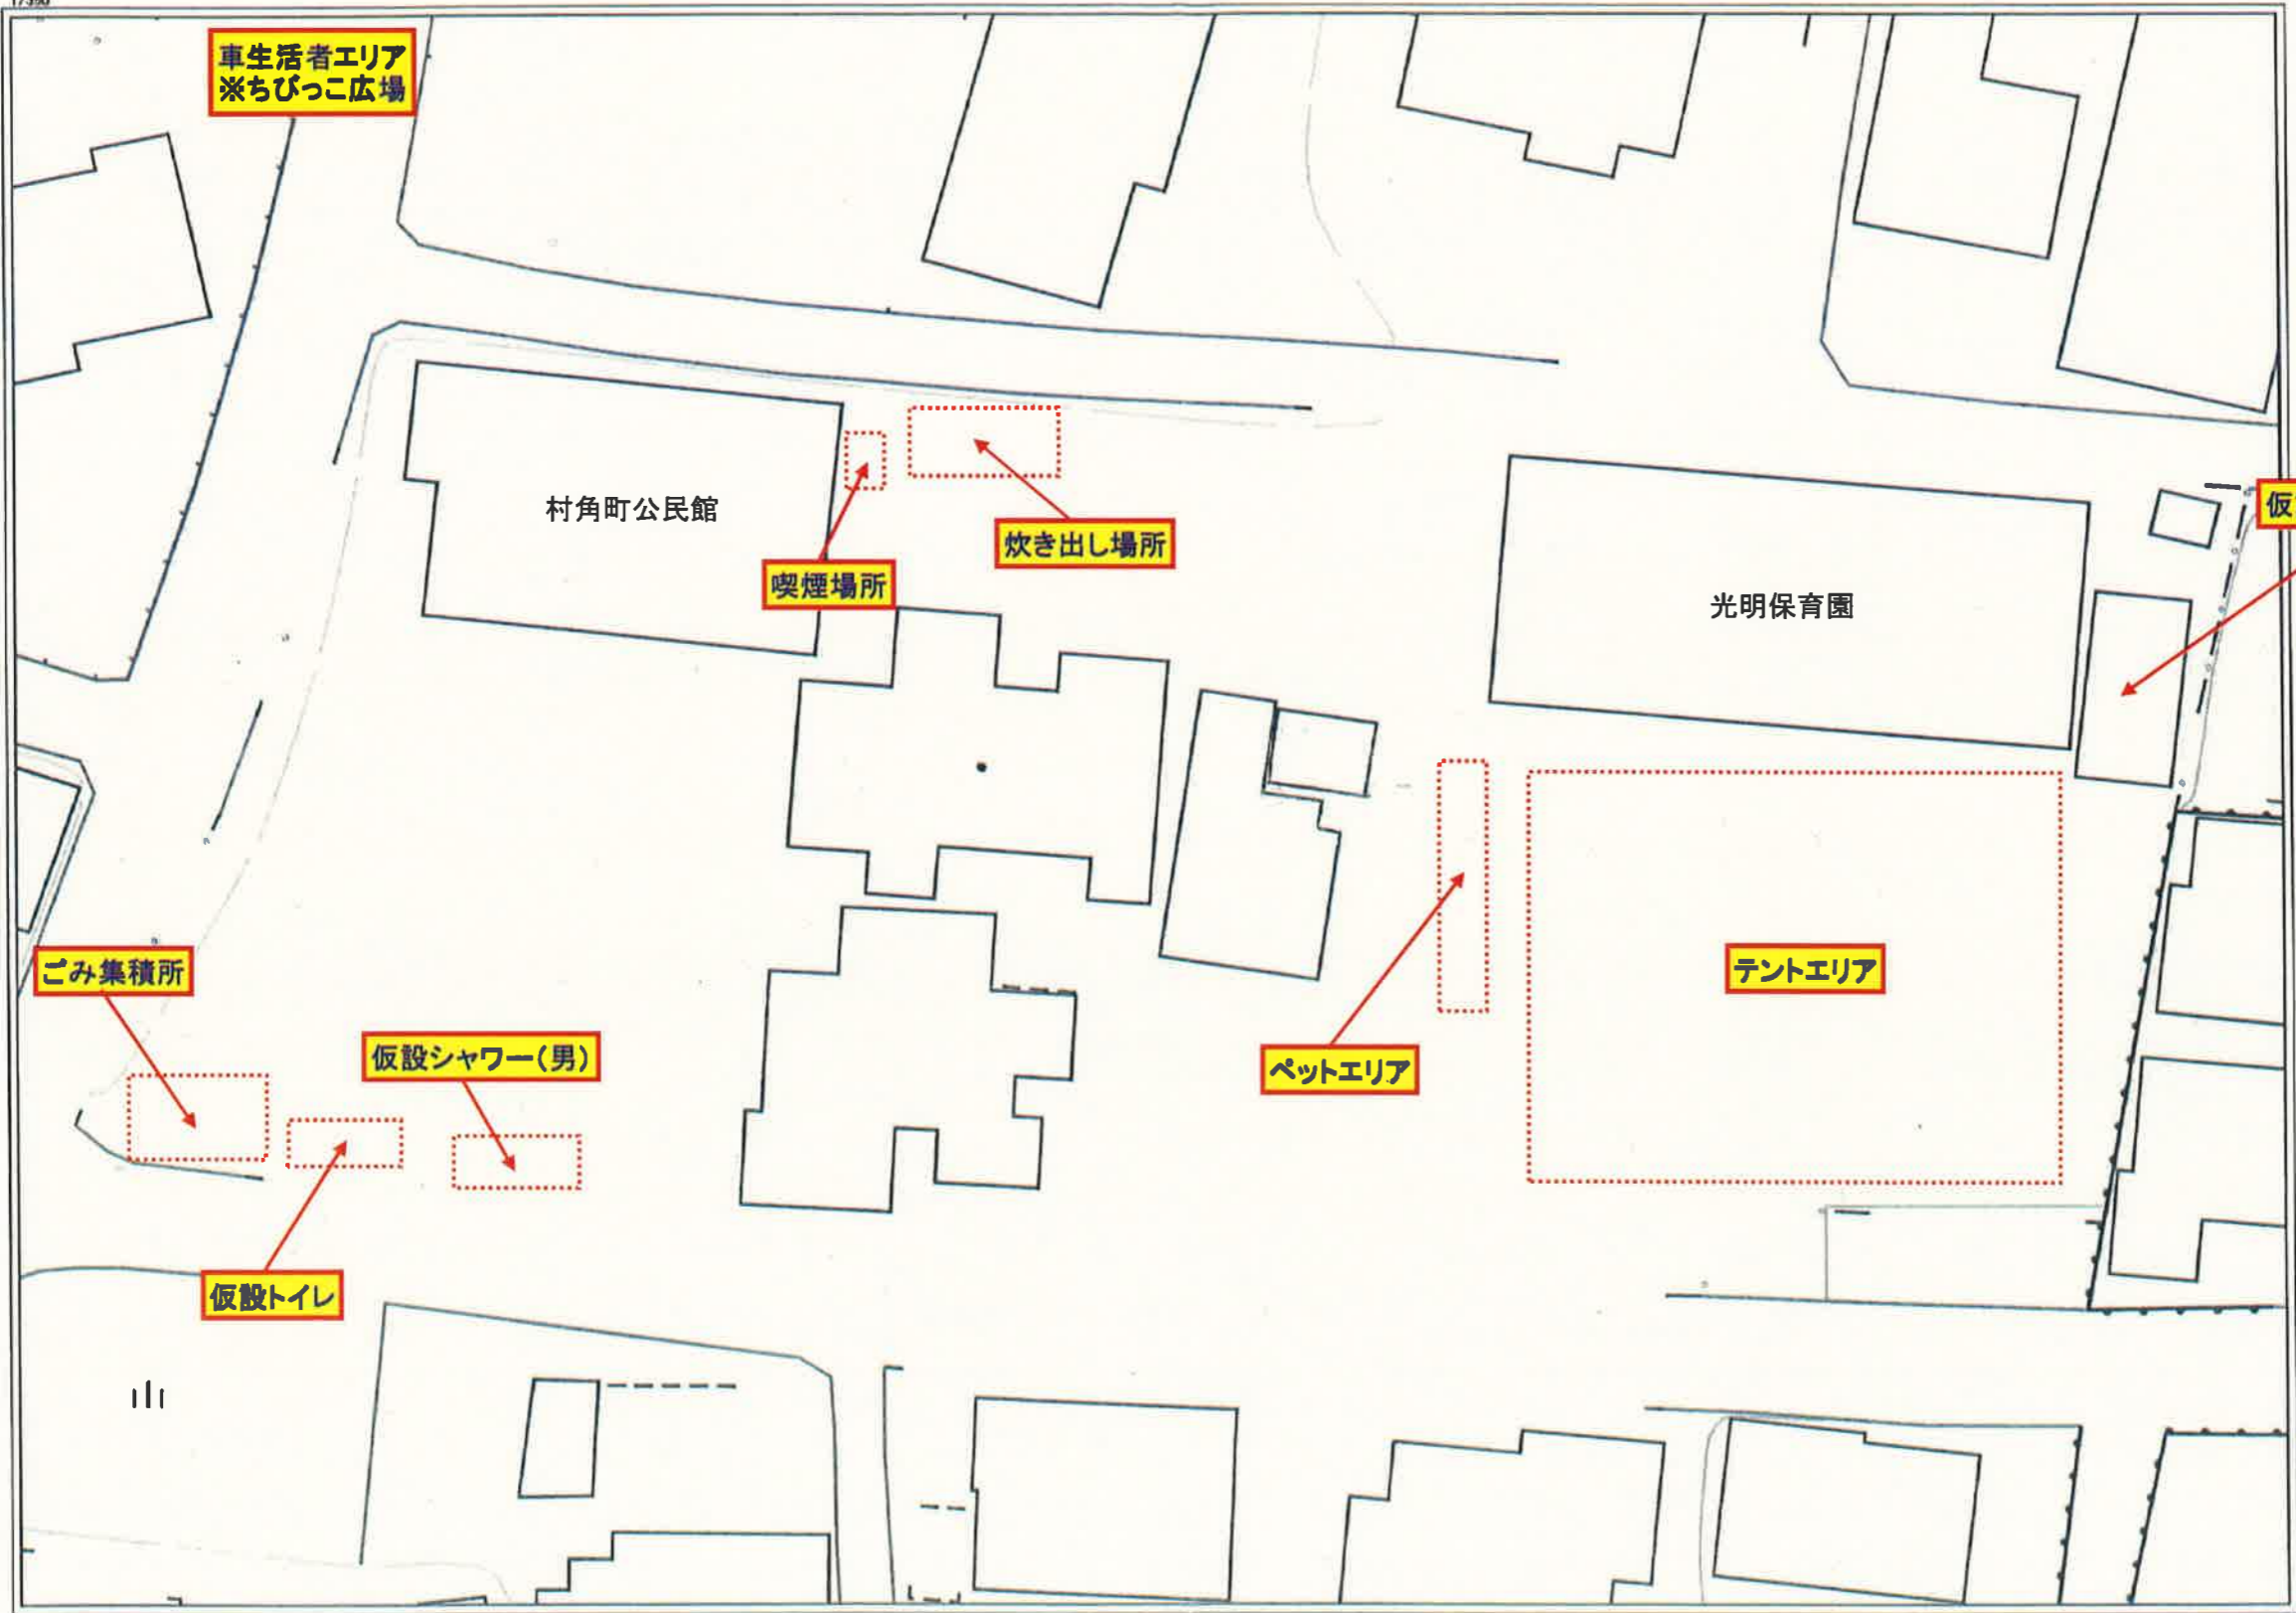 車生活者エリア
※ちびっこ広場
村角町公民館
炊き出し場所
喫煙場所
仮
光明保育園
ごみ集積所
仮設シャワー(男)
ペットエリア
テントエリア
仮設トイレ